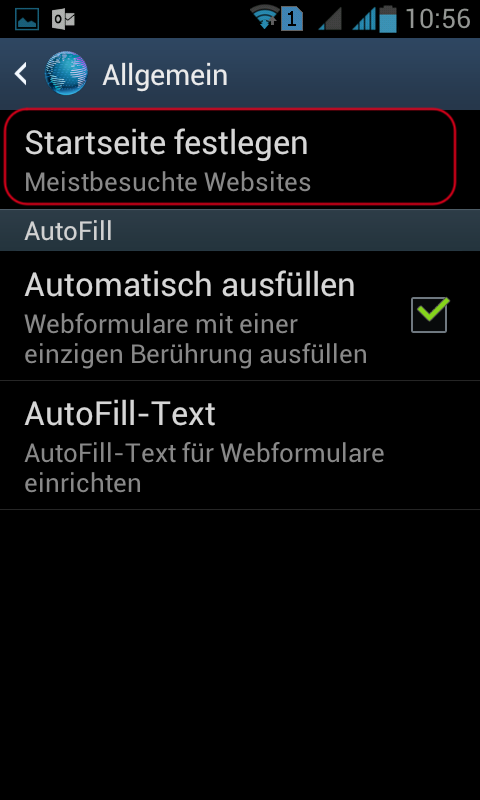 1 10:56
Allgemein
Startseite festlegen
Meistbesuchte Websites
AutoFill
Automatisch ausfüllen
Webformulare mit einer
einzigen Berührung ausfüllen
AutoFill-Text
AutoFill-Text für Webformulare
einrichten